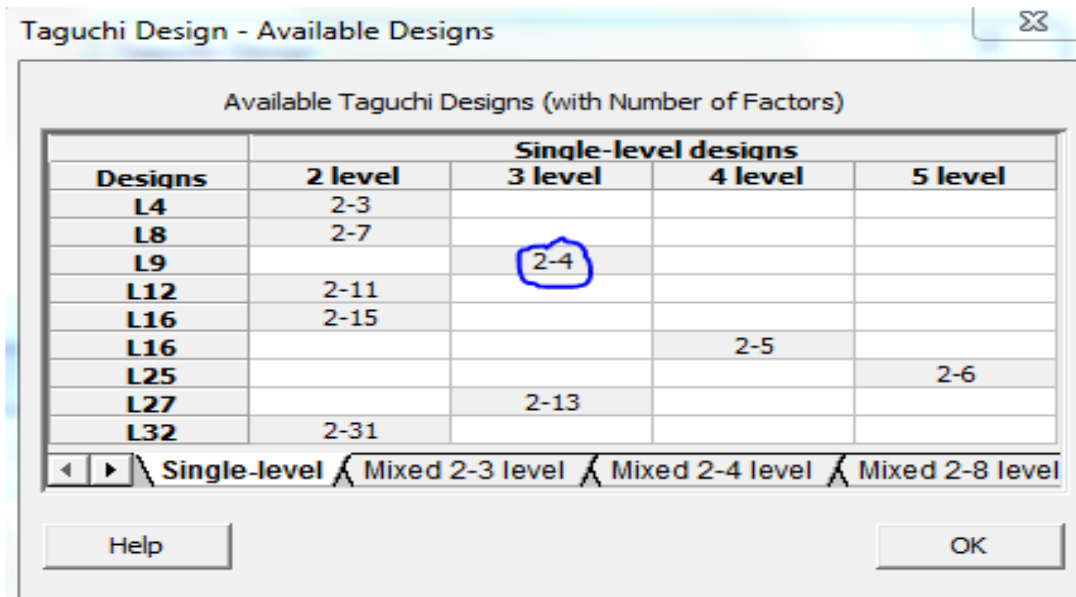 Taguchi Design - Available Designs
Available Taguchi Designs (with Number of Factors)
Single-level designs
Designs 2 level 3 level 4 level 5 level
L4 2-3
L8 2-7
L9 2-4
L12 2-11
L16 2-15
L16 2-5
L25 2-6
L27 2-13
L32 2-31
Single-level Mixed 2-3 level Mixed 2-4 level Mixed 2-8 level
Help OK